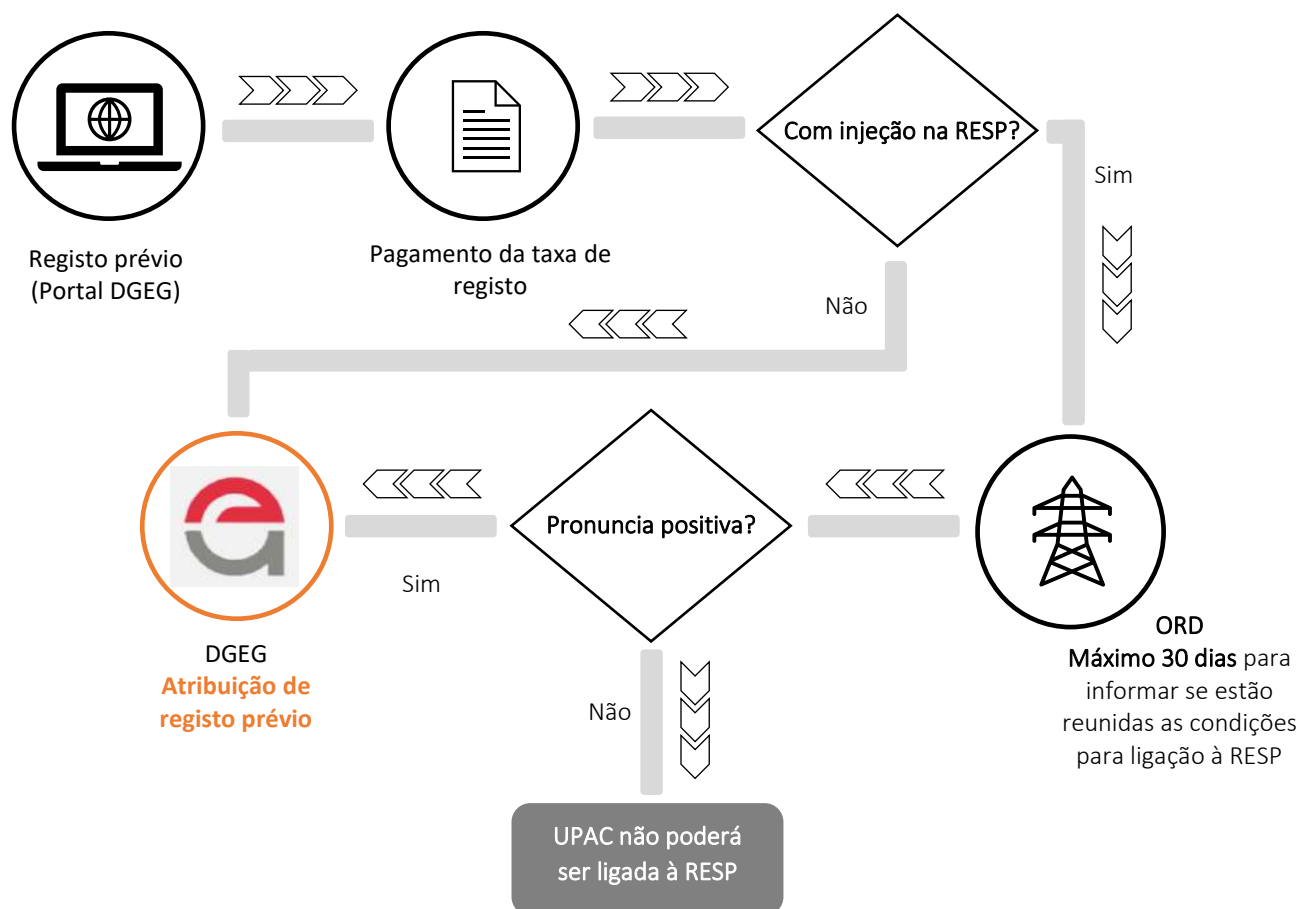 Com injeção na RESP?
Sim
Registo prévio
(Portal DGEG)
Pagamento da taxa de
registo
Não
Pronuncia positiva?
Sim
DGEG
Atribuição de
registo prévio
ORD
Máximo 30 dias para
informar se estão
reunidas as condições
para ligação à RESP
Não
UPAC não poderá
ser ligada à RESP